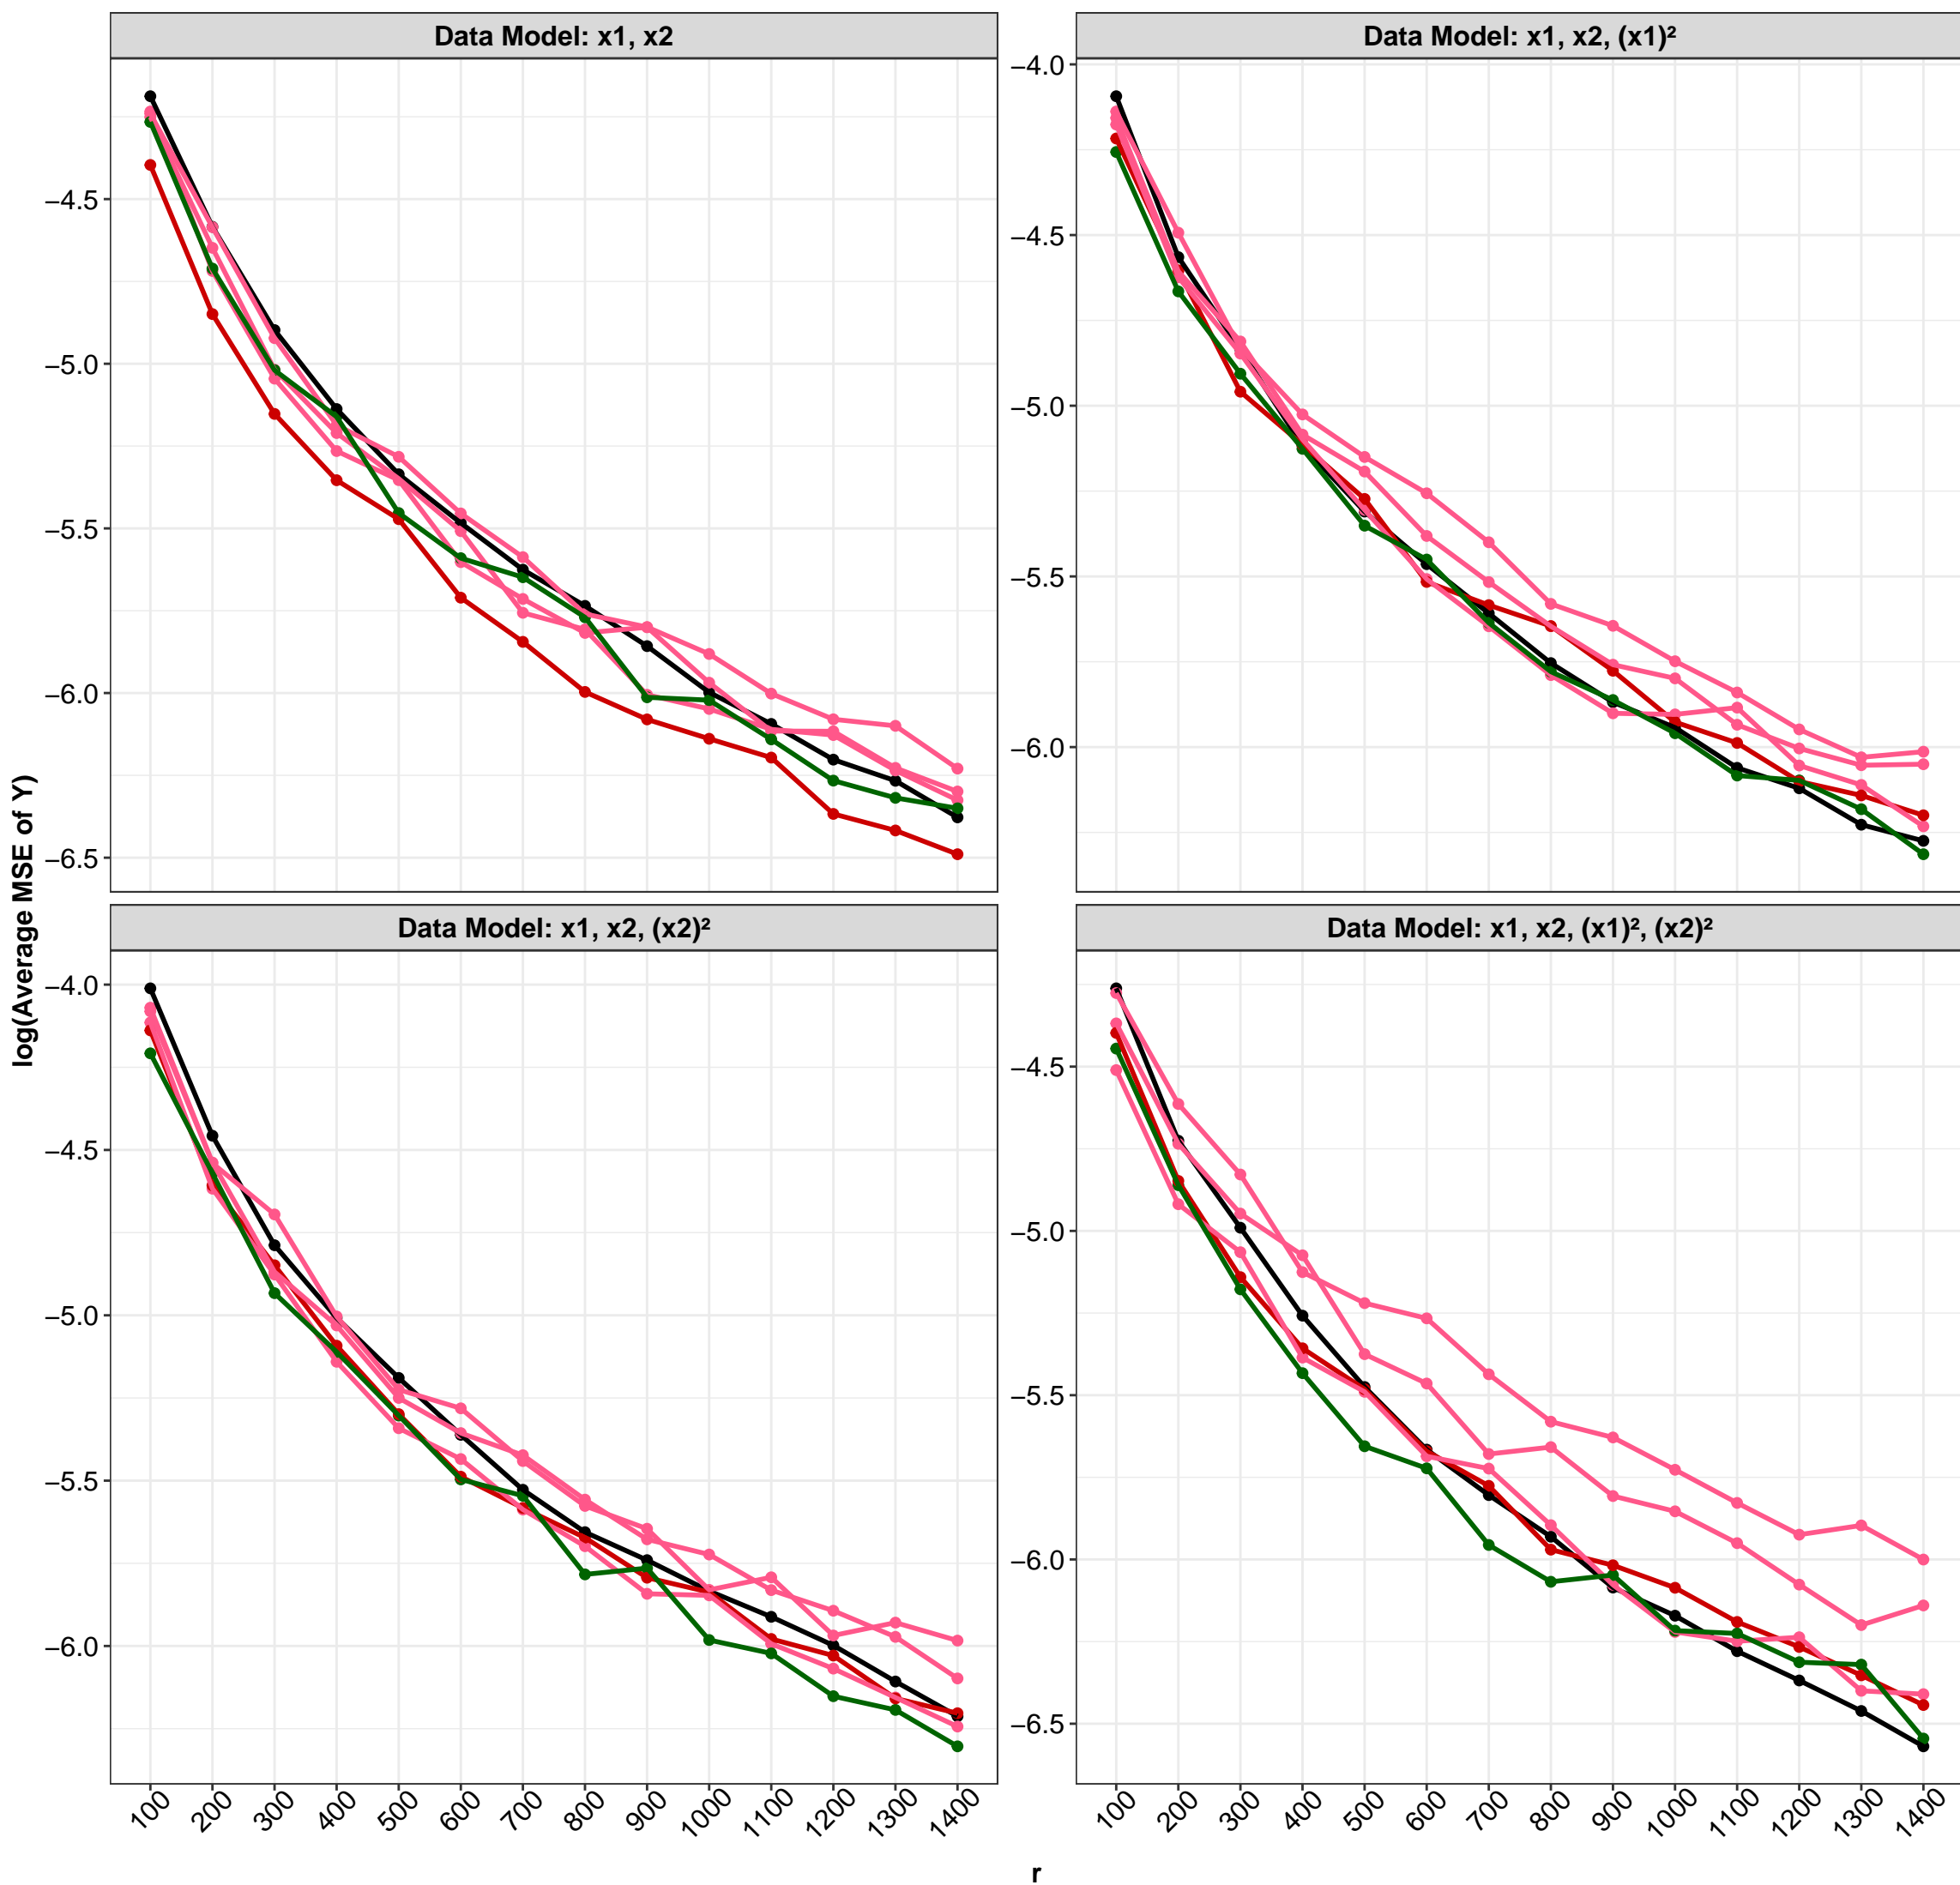 Data Model: x1, x2
Data Model: x1, x2, (x1)²
−4.5
−5.0
−5.5
−6.0
−6.5
−4.0
−4.5
−5.0
−5.5
−6.0
Data Model: x1, x2, (x2)²
Data Model: x1, x2, (x1)², (x2)²
−4.0
−4.5
−5.0
−5.5
−6.0
−4.5
−5.0
−5.5
−6.0
−6.5
log(Average MSE of Y)
100 200 300 400 500 600 700 800 900 1000 1100 1200 1300 1400
100 200 300 400 500 600 700 800 900 1000 1100 1200 1300 1400
r